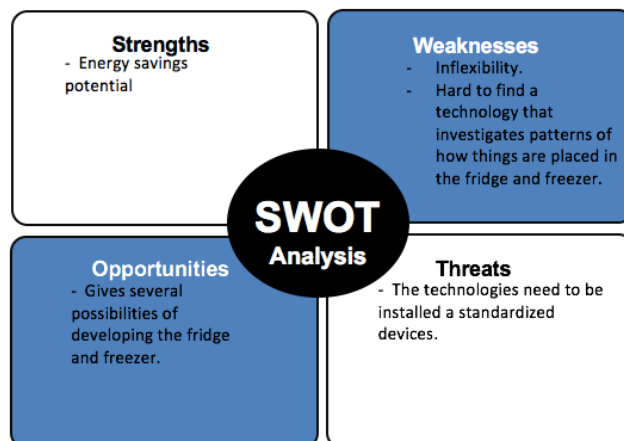 Strengths
- Energy savings
potential
Weaknesses
- Inflexibility.
- Hard to find a
technology that
investigates patterns of
how things are placed in
the fridge and freezer.
SWOT
Analysis
Opportunities
- Gives several
possibilities of
developing the fridge
and freezer.
Threats
- The technologies need to be
installed a standardized
devices.